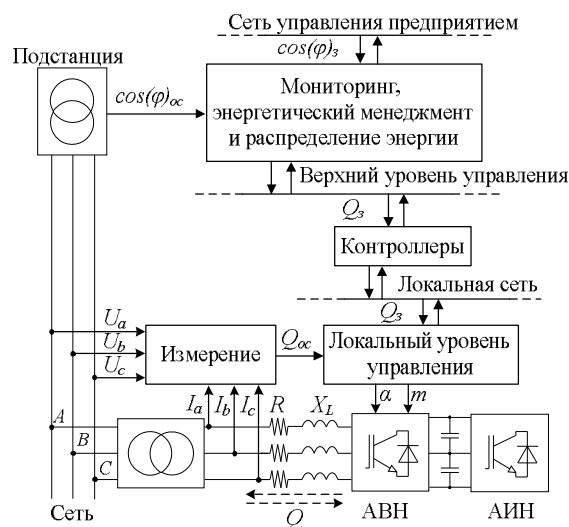 Сеть управления предприятием
cos(φ)з
Подстанция
cos(φ)ос
Мониторинг,
энергетический менеджмент
и распределение энергии
Верхний уровень управления
Qз
Контроллеры
Локальная сеть
Qз
Ua
Ub
Uc
Измерение
Qос
Локальный уровень
управления
Ia
Ib
Ic
R
XL
α
m
A
B
C
Q
Сеть
АВН
АИН